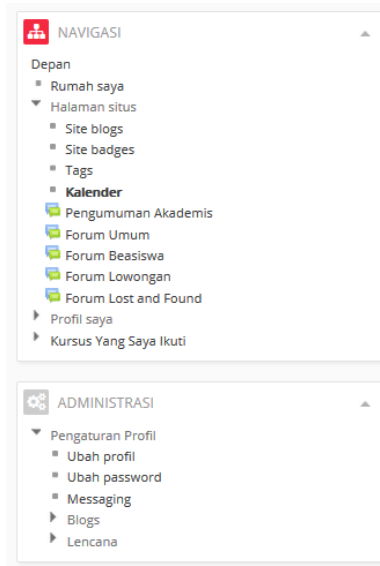 NAVIGASI
Depan
Rumah saya
Halaman situs
Site blogs
Site badges
Tags
Kalender
Pengumuman Akademis
Forum Umum
Forum Beasiswa
Forum Lowongan
Forum Lost and Found
Profil saya
Kursus Yang Saya Ikuti
ADMINISTRASI
Pengaturan Profil
Ubah profil
Ubah password
Messaging
Blogs
Lencana